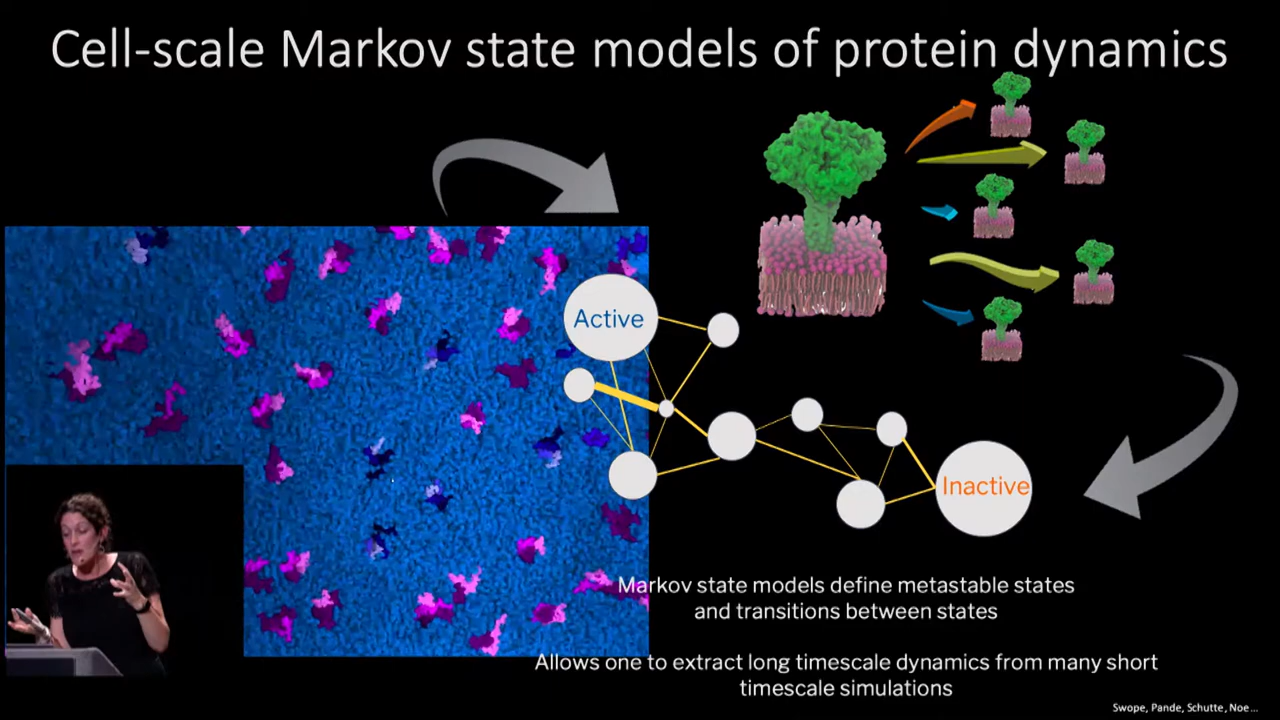 Cell-scale Markov state models of protein dynamics
Active
Inactive
Markov state models define metastable states
and transitions between states
Allows one to extract long timescale dynamics from many short
timescale simulations
Swope, Pande, Schutte, Noe...